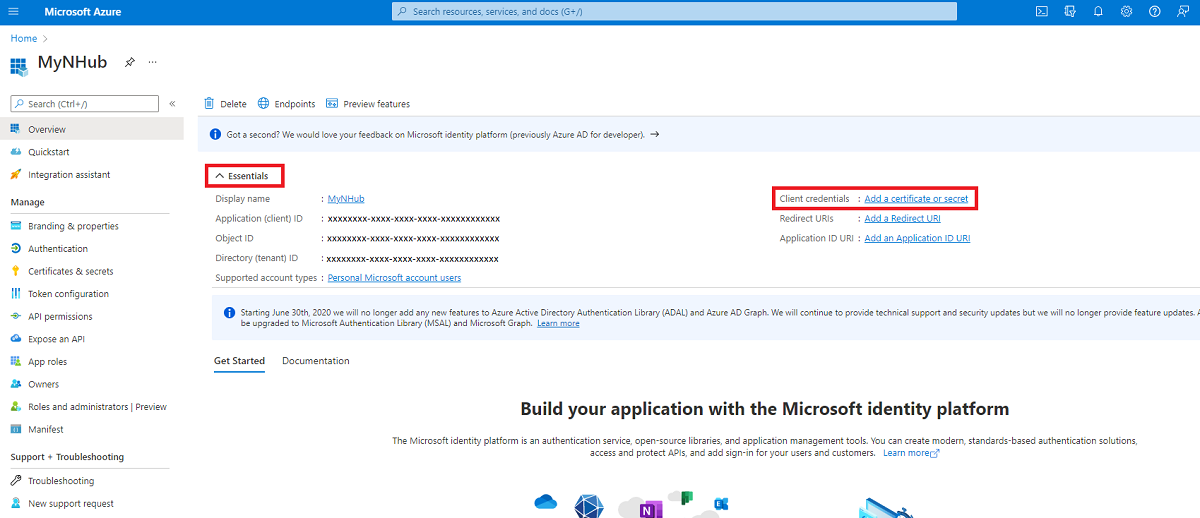 Microsoft Azure
Search resources, services, and docs (G+/)
Home
MyNHub
Search (Ctrl+/)
Overview
Quickstart
Integration assistant
Manage
Branding & properties
Authentication
Certificates & secrets
Token configuration
API permissions
Expose an API
App roles
Owners
Roles and administrators | Preview
Manifest
Support + Troubleshooting
Troubleshooting
New support request
Delete Endpoints Preview features
Got a second? We would love your feedback on Microsoft identity platform (previously Azure AD for developer).
Essentials
Display name : MyNHub
Application (client) ID : xxxxxxxx-xxxx-xxxx-xxxx-xxxxxxxxxxxx
Object ID : xxxxxxxx-xxxx-xxxx-xxxx-xxxxxxxxxxxx
Directory (tenant) ID : xxxxxxxx-xxxx-xxxx-xxxx-xxxxxxxxxxxx
Supported account types : Personal Microsoft account users
Client credentials : Add a certificate or secret
Redirect URIs : Add a Redirect URI
Application ID URI : Add an Application ID URI
Starting June 30th, 2020 we will no longer add any new features to Azure Active Directory Authentication Library (ADAL) and Azure AD Graph. We will continue to provide technical support and security updates but we will no longer provide feature updates. A
be upgraded to Microsoft Authentication Library (MSAL) and Microsoft Graph. Learn more
Get Started Documentation
Build your application with the Microsoft identity platform
The Microsoft identity platform is an authentication service, open-source libraries, and application management tools. You can create modern, standards-based authentication solutions,
access and protect APIs, and add sign-in for your users and customers. Learn more
N
E